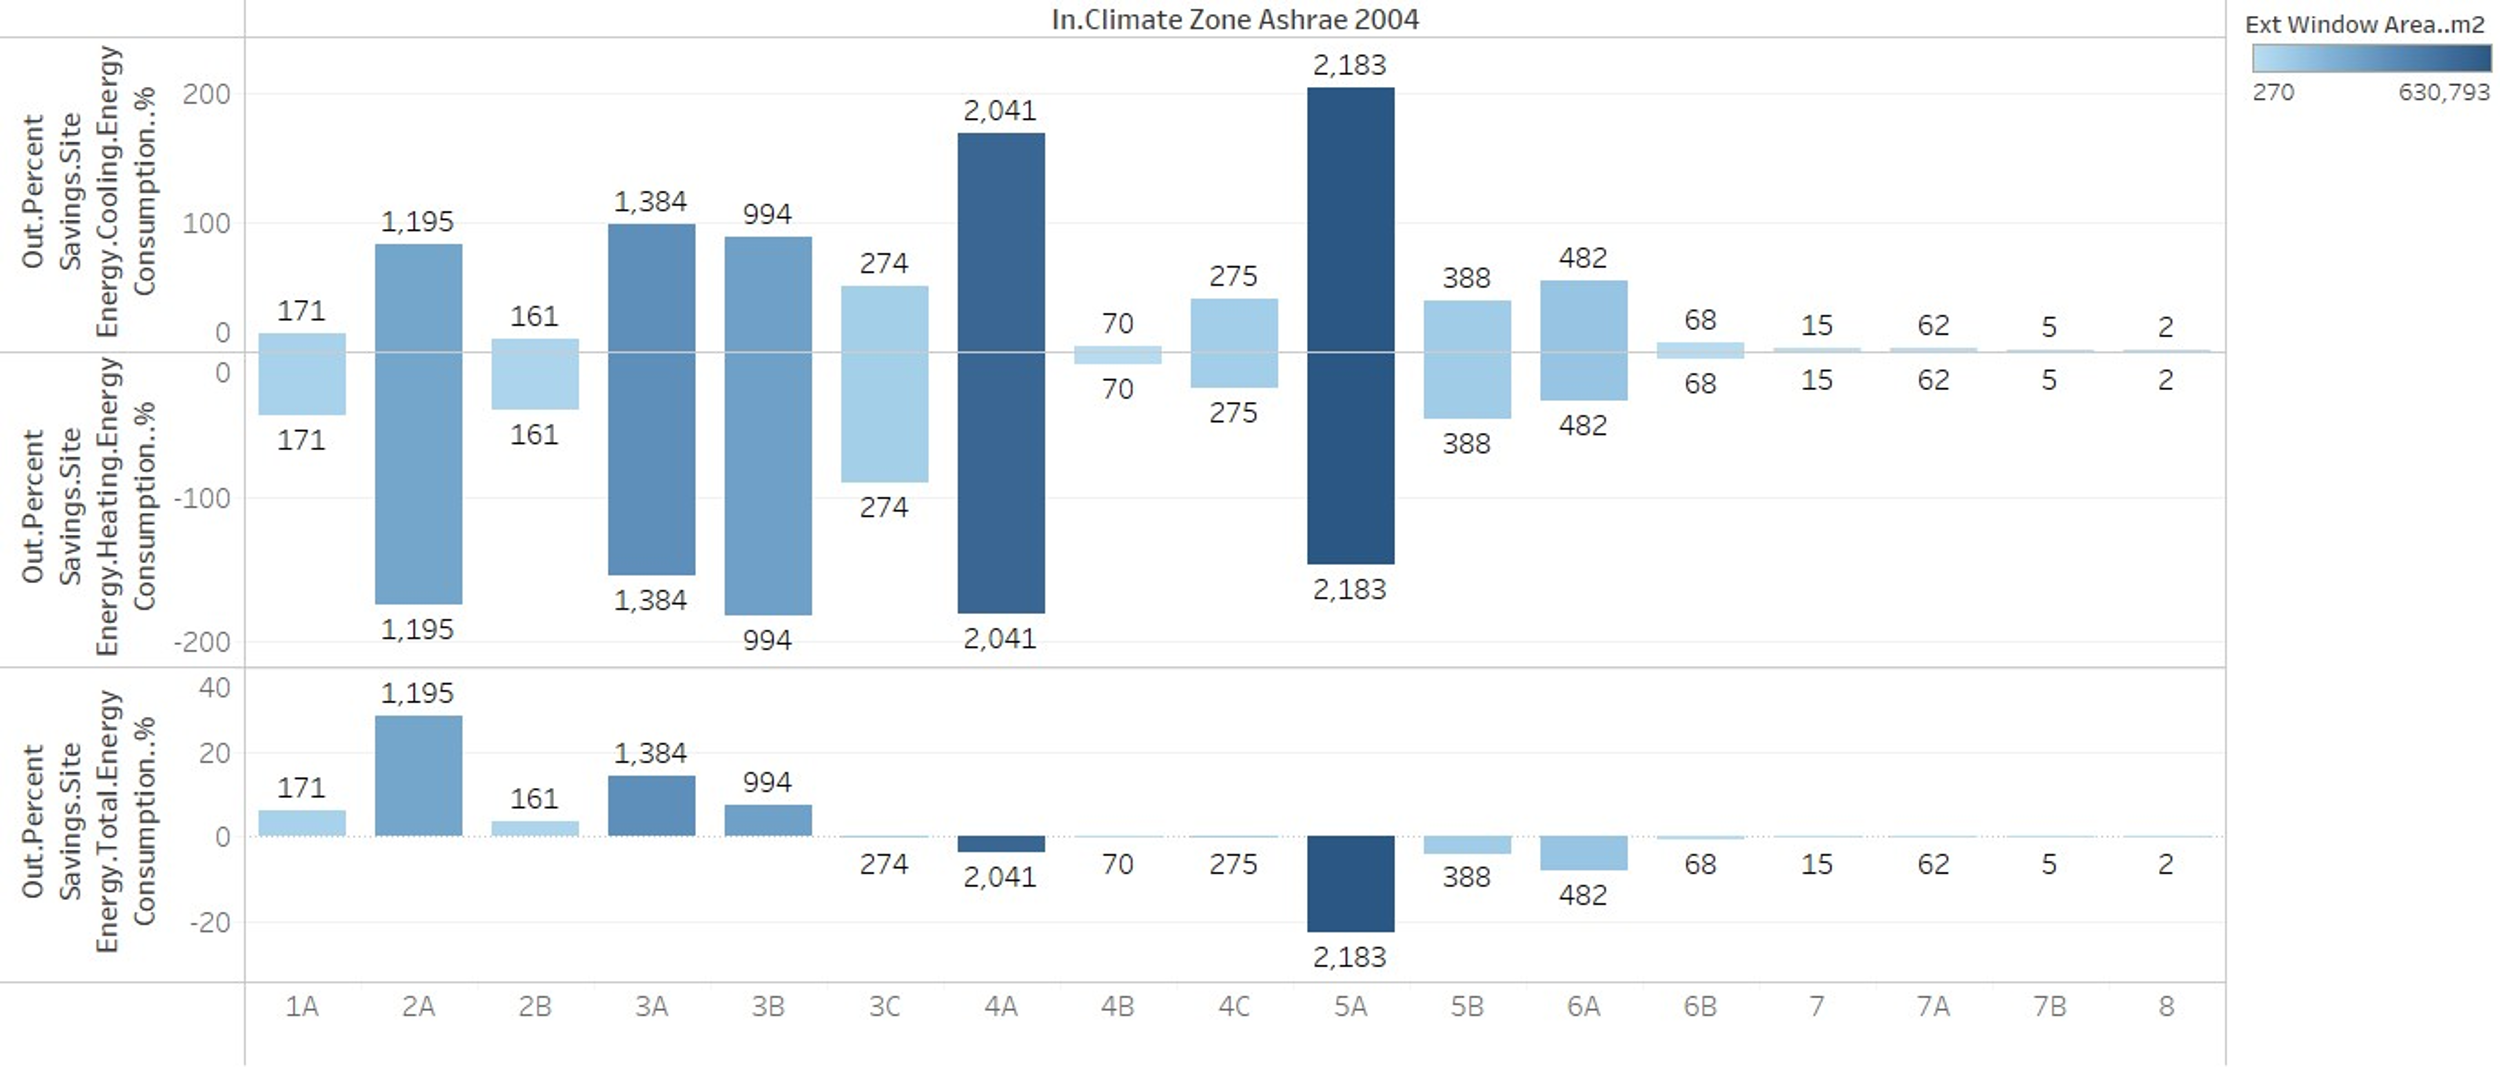 In.Climate Zone Ashrae 2004
Ext Window Area..m2
270 630,793
Out.Percent
Savings.Site
Energy.Cooling.Energy
Consumption..%
200
100
0
171 1,195 161 1,384 994 274 2,041 70 275 2,183 388 482 68 15 62 5 2
Out.Percent
Savings.Site
Energy.Heating.Energy
Consumption..%
0
-100
-200
171 1,195 161 1,384 994 274 2,041 70 275 2,183 388 482 68 15 62 5 2
Out.Percent
Savings.Site
Energy.Total.Energy
Consumption..%
40
20
0
-20
171 1,195 161 1,384 994 274 2,041 70 275 2,183 388 482 68 15 62 5 2
1A 2A 2B 3A 3B 3C 4A 4B 4C 5A 5B 6A 6B 7 7A 7B 8